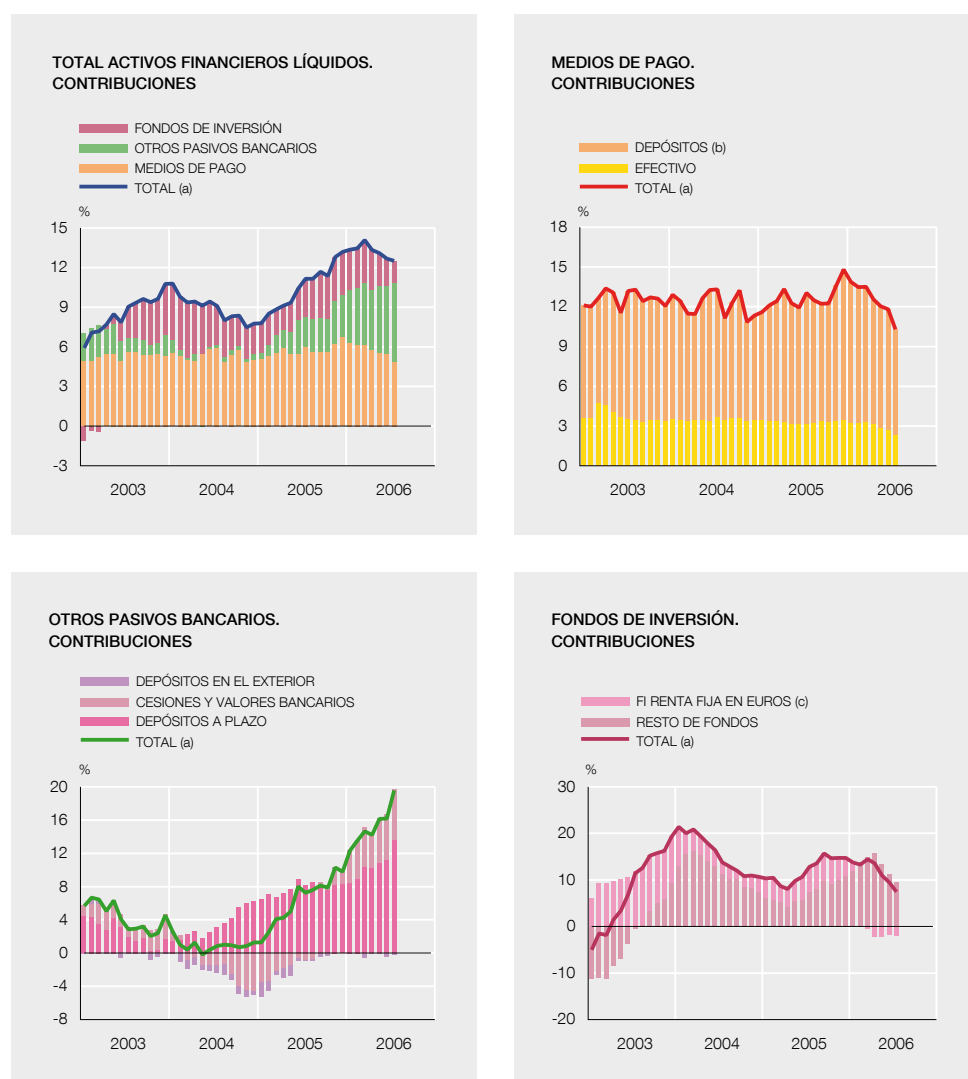 TOTAL ACTIVOS FINANCIEROS LÍQUIDOS.
CONTRIBUCIONES
FONDOS DE INVERSIÓN
OTROS PASIVOS BANCARIOS
MEDIOS DE PAGO
TOTAL (a)
%
15
12
9
6
3
0
-3
2003 2004 2005 2006
MEDIOS DE PAGO.
CONTRIBUCIONES
DEPÓSITOS (b)
EFECTIVO
TOTAL (a)
%
18
15
12
9
6
3
0
2003 2004 2005 2006
OTROS PASIVOS BANCARIOS.
CONTRIBUCIONES
DEPÓSITOS EN EL EXTERIOR
CESIONES Y VALORES BANCARIOS
DEPÓSITOS A PLAZO
TOTAL (a)
%
20
16
12
8
4
0
-4
-8
2003 2004 2005 2006
FONDOS DE INVERSIÓN.
CONTRIBUCIONES
FI RENTA FIJA EN EUROS (c)
RESTO DE FONDOS
TOTAL (a)
%
30
20
10
0
-10
-20
2003 2004 2005 2006